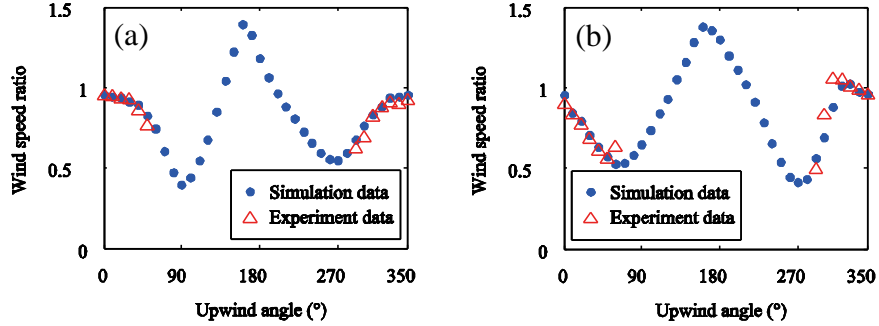 1.5
(a)
1
Wind speed ratio
0.5
Simulation data
Experiment data
0
0 90 180 270 350
Upwind angle (°)
1.5
(b)
1
Wind speed ratio
0.5
Simulation data
Experiment data
0
0 90 180 270 350
Upwind angle (°)